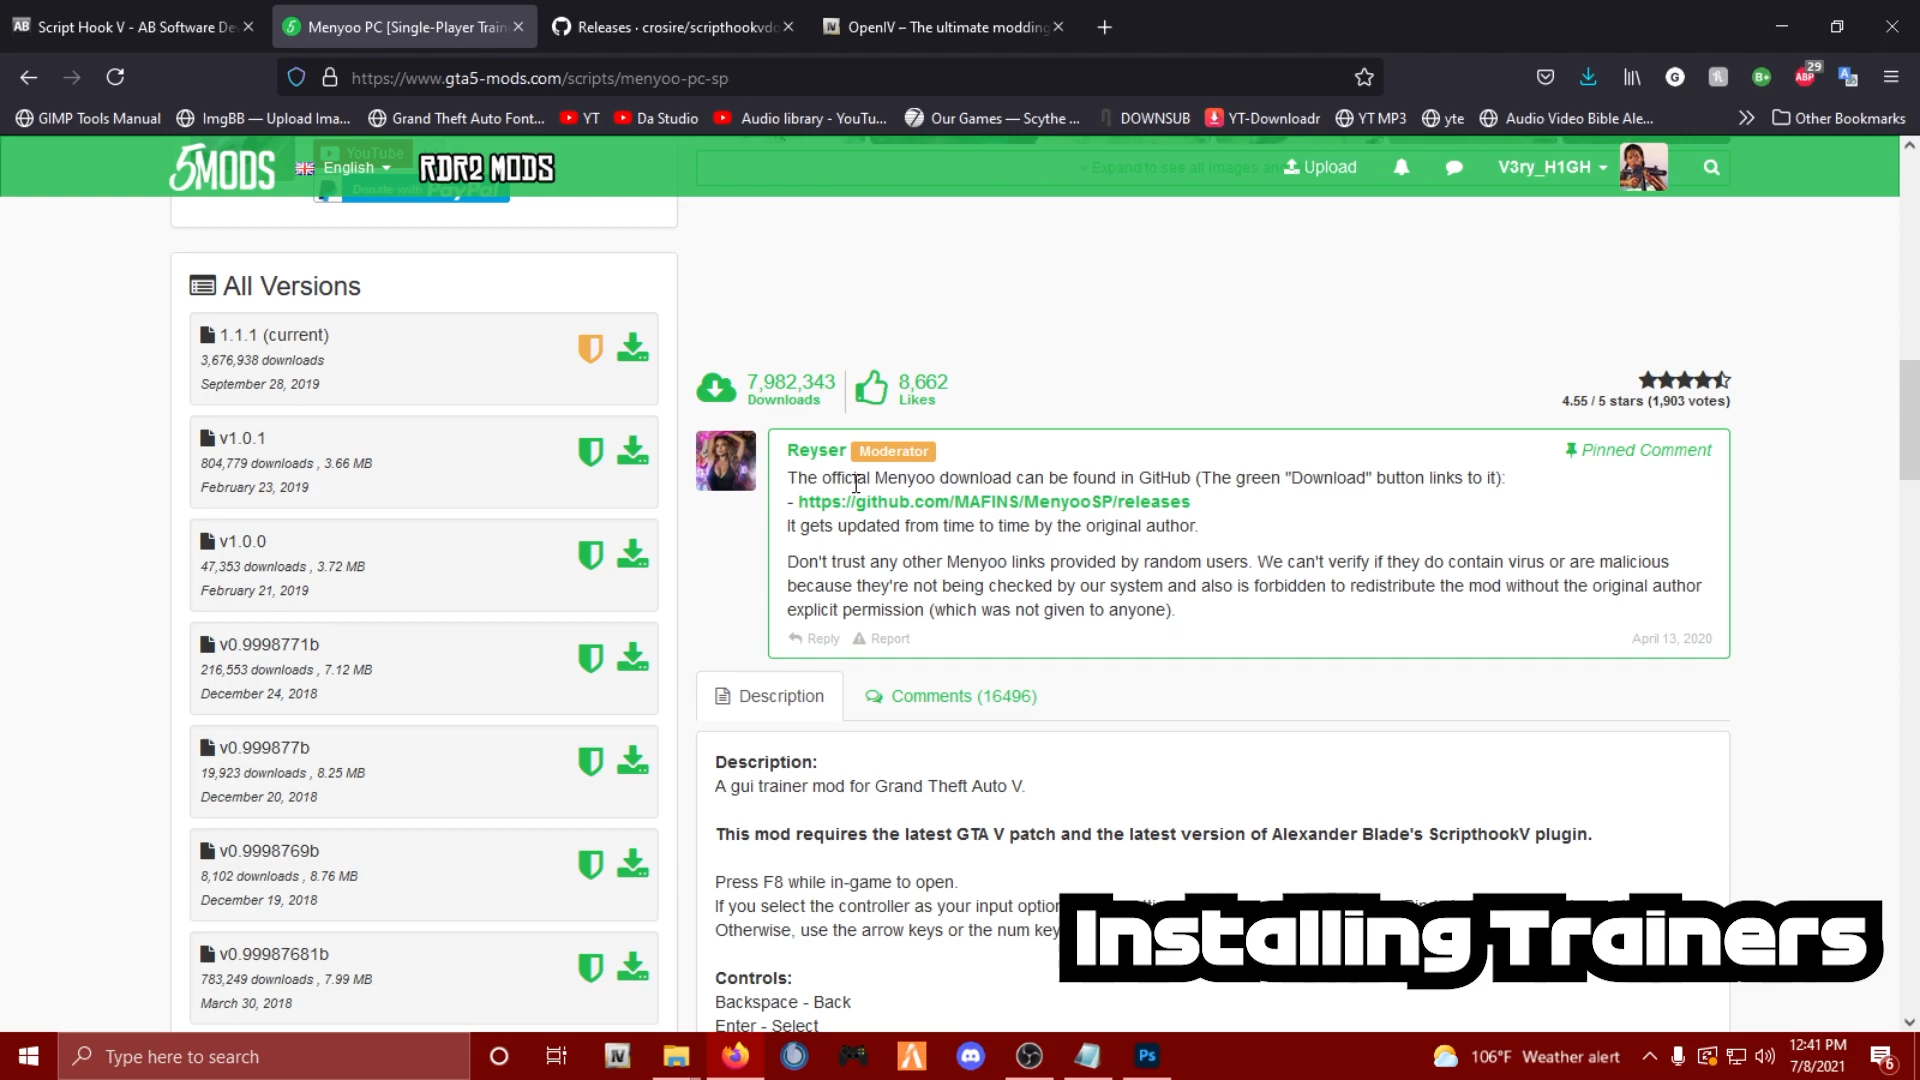 AB Script Hook V - AB Software De
Menyoo PC [Single-Player Train
Releases · crosire/scripthookvdo
OpenIV – The ultimate modding
https://www.gta5-mods.com/scripts/menyoo-pc-sp
29
GIMP Tools Manual
ImgBB — Upload Ima...
Grand Theft Auto Font...
YT
Da Studio
Audio library - YouTu...
Our Games — Scythe ...
DOWNSUB
YT-Downloadr
YT MP3
yte
Audio Video Bible Ale...
Other Bookmarks
5MODS
YouTube
English
Donate with PayPal
RDR2 MODS
Expand to see all images an
Upload
V3ry_H1GH
All Versions
1.1.1 (current)
3,676,938 downloads
September 28, 2019
v1.0.1
804,779 downloads , 3.66 MB
February 23, 2019
v1.0.0
47,353 downloads , 3.72 MB
February 21, 2019
v0.9998771b
216,553 downloads , 7.12 MB
December 24, 2018
v0.999877b
19,923 downloads , 8.25 MB
December 20, 2018
v0.9998769b
8,102 downloads , 8.76 MB
December 19, 2018
v0.99987681b
783,249 downloads , 7.99 MB
March 30, 2018
7,982,343
Downloads
8,662
Likes
4.55 / 5 stars (1,903 votes)
Reyser Moderator
Pinned Comment
The official Menyoo download can be found in GitHub (The green "Download" button links to it):
- https://github.com/MAFINS/MenyooSP/releases
It gets updated from time to time by the original author.
Don't trust any other Menyoo links provided by random users. We can't verify if they do contain virus or are malicious
because they're not being checked by our system and also is forbidden to redistribute the mod without the original author
explicit permission (which was not given to anyone).
Reply
Report
April 13, 2020
Description
Comments (16496)
Description:
A gui trainer mod for Grand Theft Auto V.
This mod requires the latest GTA V patch and the latest version of Alexander Blade's ScripthookV plugin.
Press F8 while in-game to open.
If you select the controller as your input option
Otherwise, use the arrow keys or the num key
Controls:
Backspace - Back
Enter - Select
Installing Trainers
Type here to search
IV
Ps
106°F Weather alert
12:41 PM
7/8/2021
6